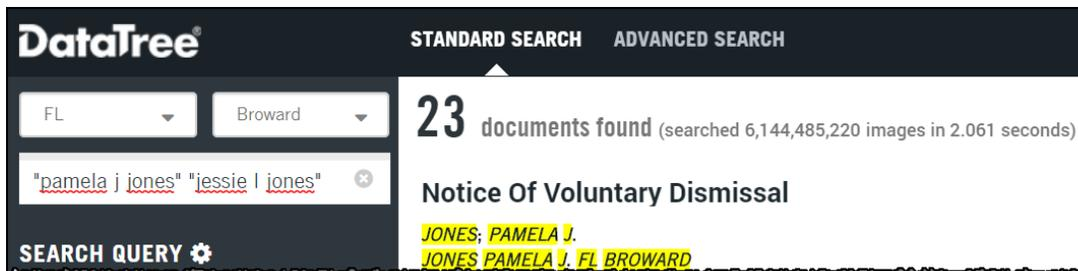 DataTree®
STANDARD SEARCH ADVANCED SEARCH
FL Broward
23 documents found (searched 6,144,485,220 images in 2.061 seconds)
"pamela j jones" "jessie l jones"
Notice Of Voluntary Dismissal
JONES; PAMELA J.
SEARCH QUERY
JONES PAMELA J. FL BROWARD